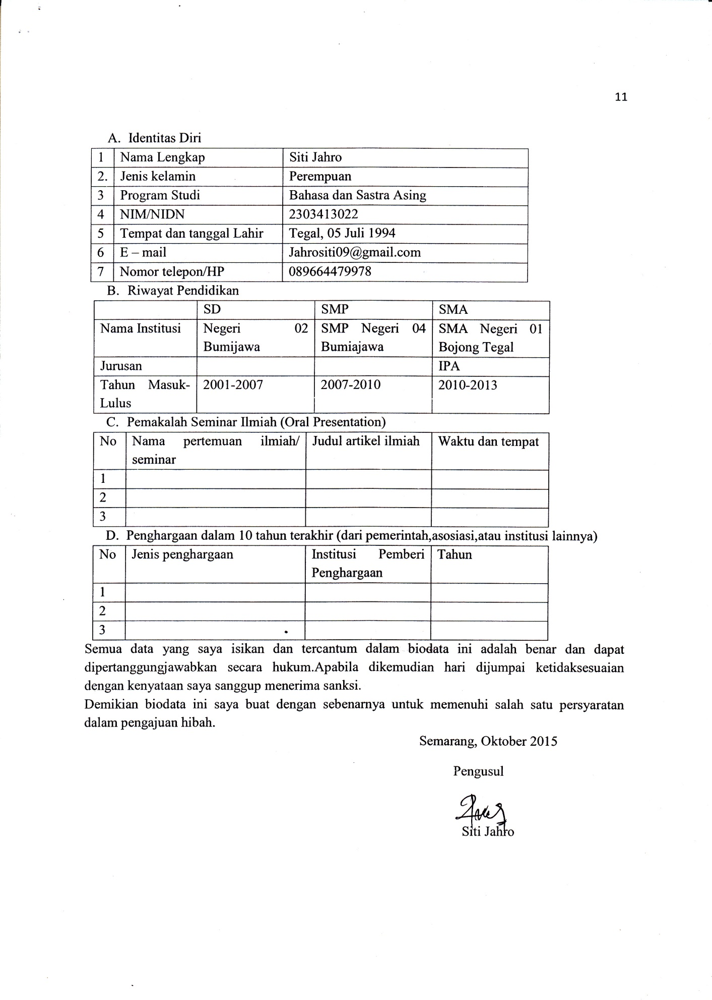 11
A. Identitas Diri
1 Nama Lengkap Siti Jahro
2. Jenis kelamin Perempuan
3 Program Studi Bahasa dan Sastra Asing
4 NIM/NIDN 2303413022
5 Tempat dan tanggal Lahir Tegal, 05 Juli 1994
6 E – mail Jahrositi09@gmail.com
7 Nomor telepon/HP 089664479978
B. Riwayat Pendidikan
SD SMP SMA
Nama Institusi Negeri 02 SMP Negeri 04 SMA Negeri 01
Bumijawa Bumiajawa Bojong Tegal
Jurusan IPA
Tahun Masuk- 2001-2007 2007-2010 2010-2013
Lulus
C. Pemakalah Seminar Ilmiah (Oral Presentation)
No Nama pertemuan ilmiah/ Judul artikel ilmiah Waktu dan tempat
seminar
1
2
3
D. Penghargaan dalam 10 tahun terakhir (dari pemerintah,asosiasi,atau institusi lainnya)
No Jenis penghargaan Institusi Pemberi Tahun
Penghargaan
1
2
3
Semua data yang saya isikan dan tercantum dalam biodata ini adalah benar dan dapat
dipertanggungjawabkan secara hukum.Apabila dikemudian hari dijumpai ketidaksesuaian
dengan kenyataan saya sanggup menerima sanksi.
Demikian biodata ini saya buat dengan sebenarnya untuk memenuhi salah satu persyaratan
dalam pengajuan hibah.
Semarang, Oktober 2015
Pengusul
Siti Jahro